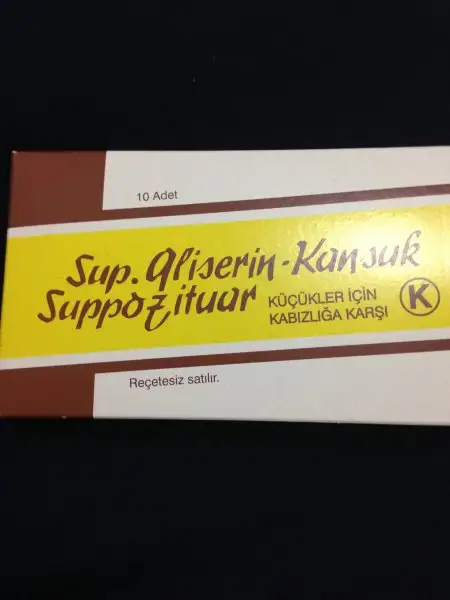 10 Adet
Sup. Gliserin-Kansuk
Suppozituar
KÜÇÜKLER İÇİN
KABIZLIĞA KARŞI
K
Reçetesiz satılır.